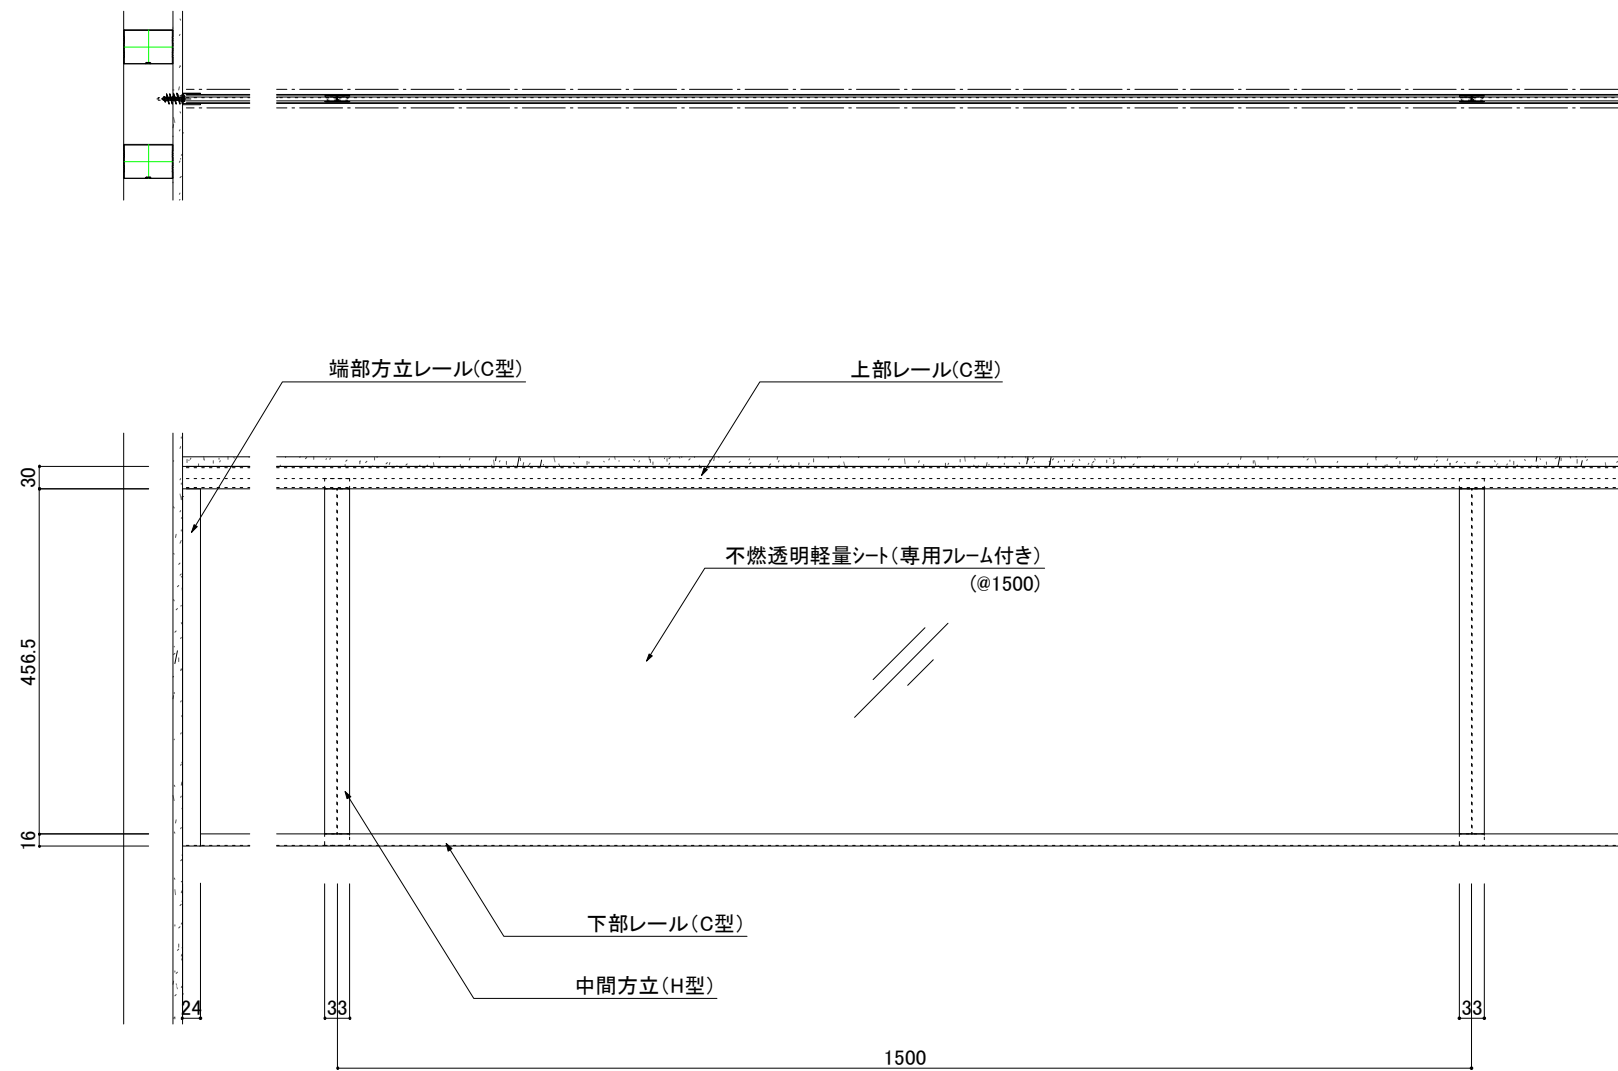 端部方立レール(C型)
上部レール(C型)
30
不燃透明軽量シート(専用フレーム付き)
(@1500)
456.5
16
下部レール(C型)
中間方立(H型)
24
33
33
1500